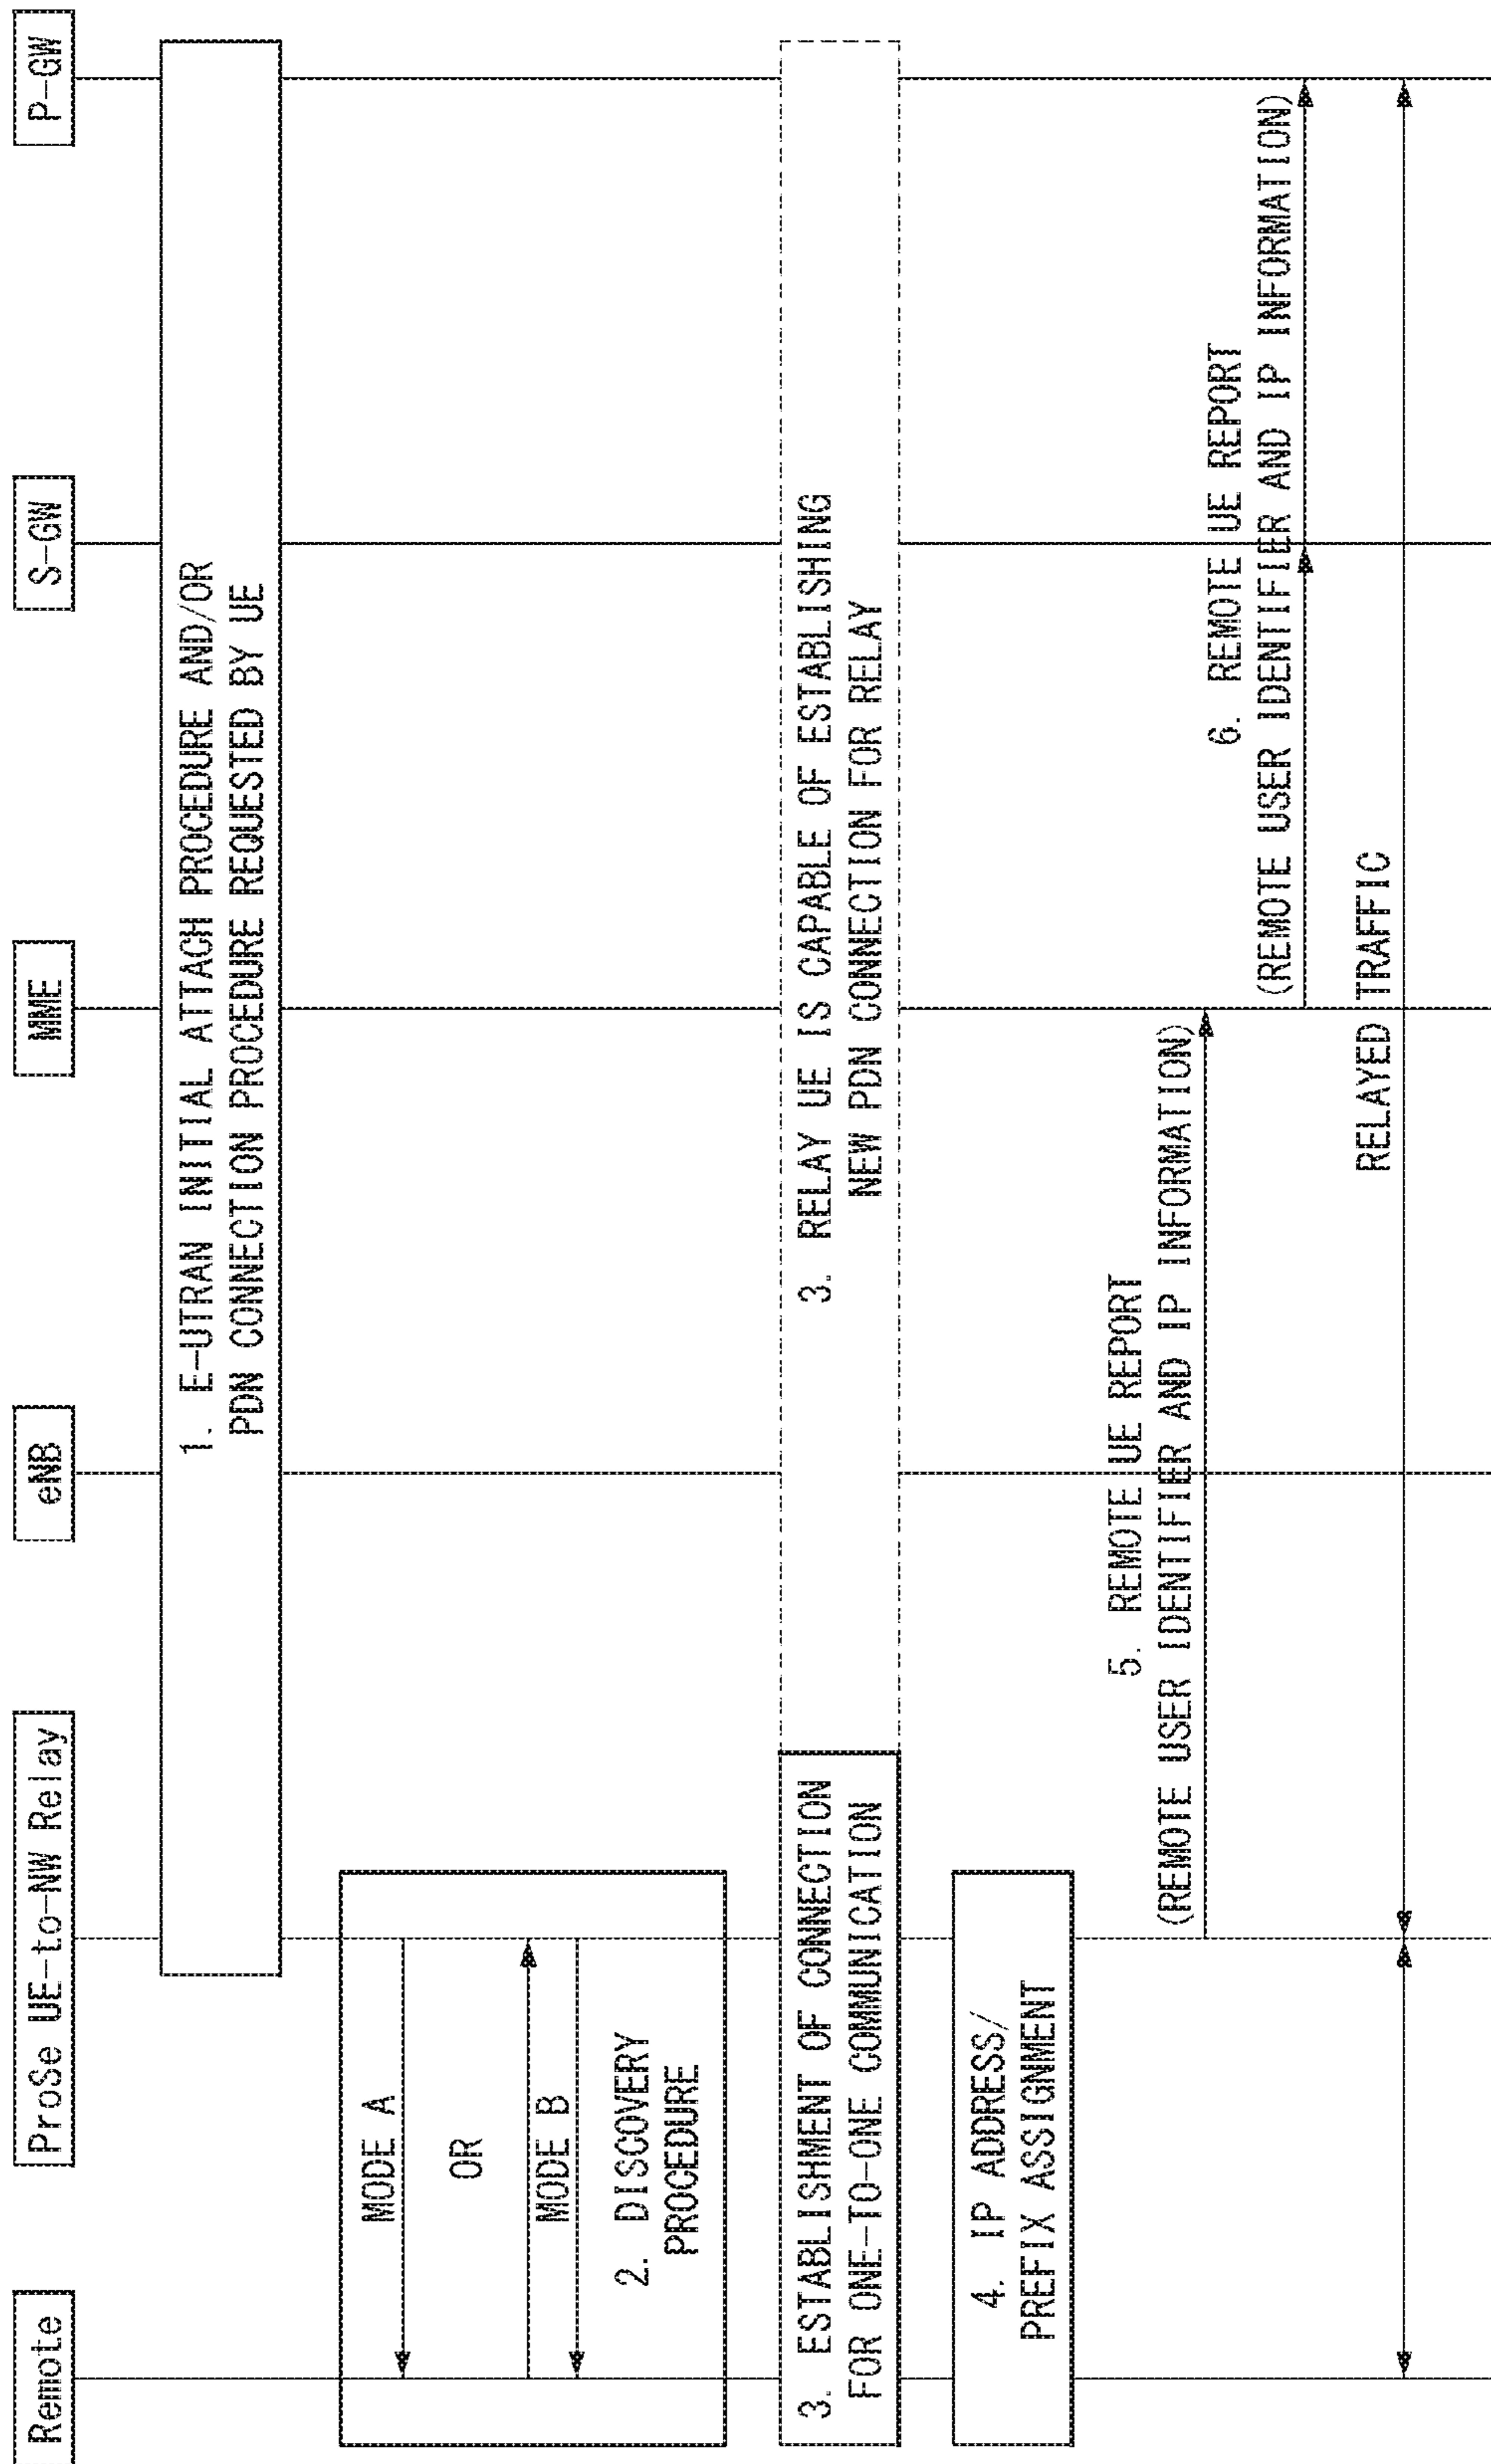 Remote
ProSe UE-to-NW Relay
eNB
MME
S-GW
P-GW
1. E-UTRAN INITIAL ATTACH PROCEDURE AND/OR
PDN CONNECTION PROCEDURE REQUESTED BY UE
MODE A
OR
MODE B
2. DISCOVERY
PROCEDURE
3. ESTABLISHMENT OF CONNECTION
FOR ONE-TO-ONE COMMUNICATION
3. RELAY UE IS CAPABLE OF ESTABLISHING
NEW PDN CONNECTION FOR RELAY
4. IP ADDRESS/
PREFIX ASSIGNMENT
5. REMOTE UE REPORT
(REMOTE USER IDENTIFIER AND IP INFORMATION)
6. REMOTE UE REPORT
(REMOTE USER IDENTIFIER AND IP INFORMATION)
RELAYED TRAFFIC